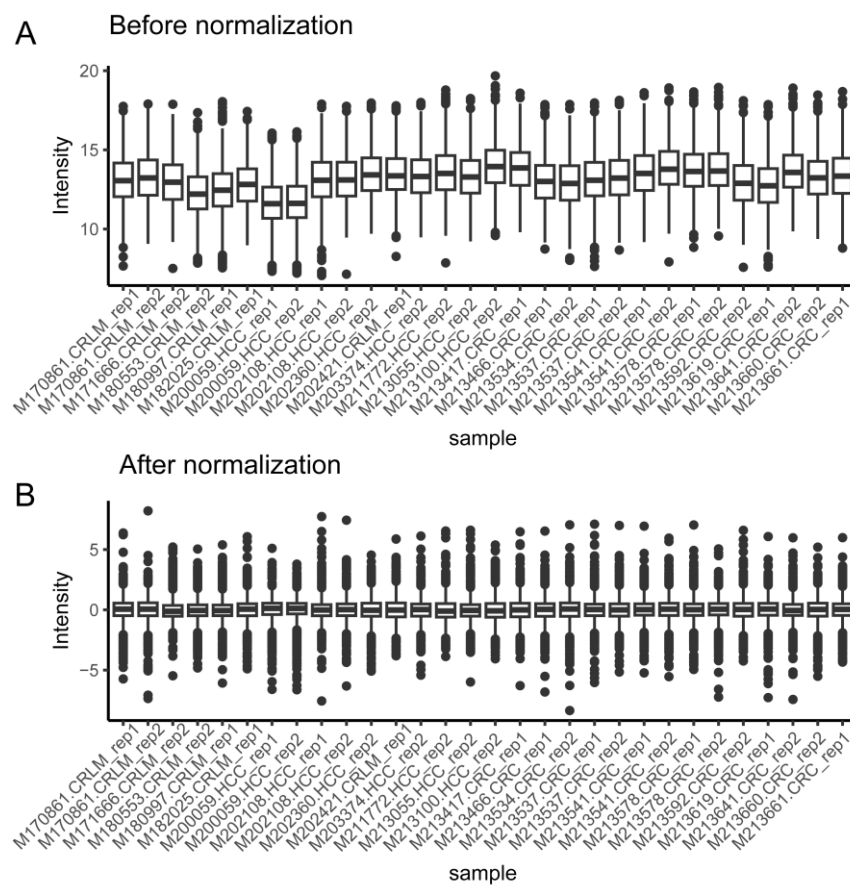 A
Before normalization
Intensity
20
15
10
M170861.CRLM_rep1
M170861.CRLM_rep2
M171666.CRLM_rep2
M180553.CRLM_rep2
M180997.CRLM_rep1
M182025.CRLM_rep1
M200059.HCC_rep1
M200059.HCC_rep2
M202108.HCC_rep1
M202108.HCC_rep2
M202360.HCC_rep2
M202421.CRLM_rep1
M203374.HCC_rep2
M211772.HCC_rep2
M213055.HCC_rep2
M213100.HCC_rep2
M213417.CRC_rep1
M213466.CRC_rep1
M213534.CRC_rep2
M213537.CRC_rep1
M213537.CRC_rep2
M213541.CRC_rep1
M213541.CRC_rep2
M213578.CRC_rep1
M213578.CRC_rep2
M213592.CRC_rep2
M213619.CRC_rep1
M213641.CRC_rep2
M213660.CRC_rep2
M213661.CRC_rep1
sample
After normalization
B
Intensity
5
0
−5
M170861.CRLM_rep1
M170861.CRLM_rep2
M171666.CRLM_rep2
M180553.CRLM_rep2
M180997.CRLM_rep1
M182025.CRLM_rep1
M200059.HCC_rep1
M200059.HCC_rep2
M202108.HCC_rep1
M202108.HCC_rep2
M202360.HCC_rep2
M202421.CRLM_rep1
M203374.HCC_rep2
M211772.HCC_rep2
M213055.HCC_rep2
M213100.HCC_rep2
M213417.CRC_rep1
M213466.CRC_rep1
M213534.CRC_rep2
M213537.CRC_rep1
M213537.CRC_rep2
M213541.CRC_rep1
M213541.CRC_rep2
M213578.CRC_rep1
M213578.CRC_rep2
M213592.CRC_rep2
M213619.CRC_rep1
M213641.CRC_rep2
M213660.CRC_rep2
M213661.CRC_rep1
sample